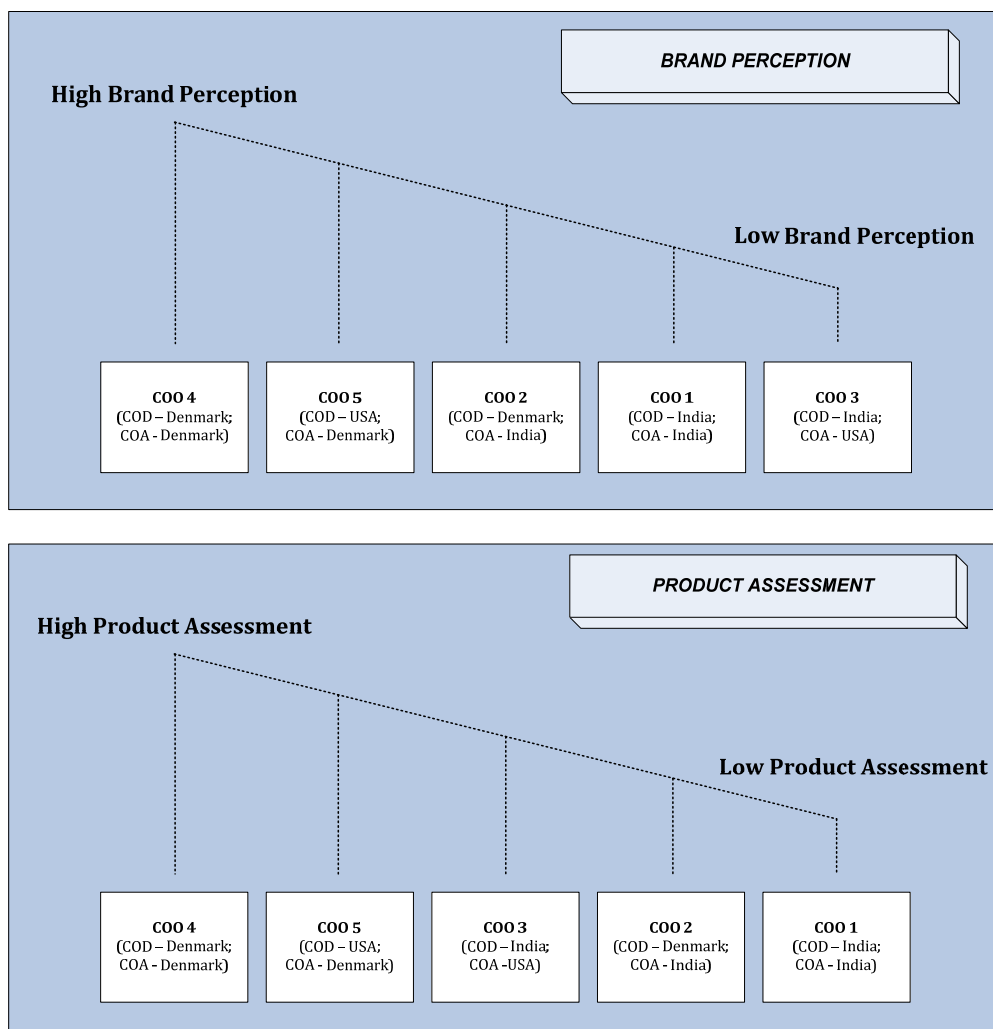 BRAND PERCEPTION
High Brand Perception
Low Brand Perception
COO 4
(COD – Denmark;
COA - Denmark)
COO 5
(COD – USA;
COA - Denmark)
COO 2
(COD – Denmark;
COA - India)
COO 1
(COD – India;
COA - India)
COO 3
(COD – India;
COA - USA)
PRODUCT ASSESSMENT
High Product Assessment
Low Product Assessment
COO 4
(COD – Denmark;
COA - Denmark)
COO 5
(COD – USA;
COA - Denmark)
COO 3
(COD – India;
COA -USA)
COO 2
(COD – Denmark;
COA - India)
COO 1
(COD – India;
COA - India)